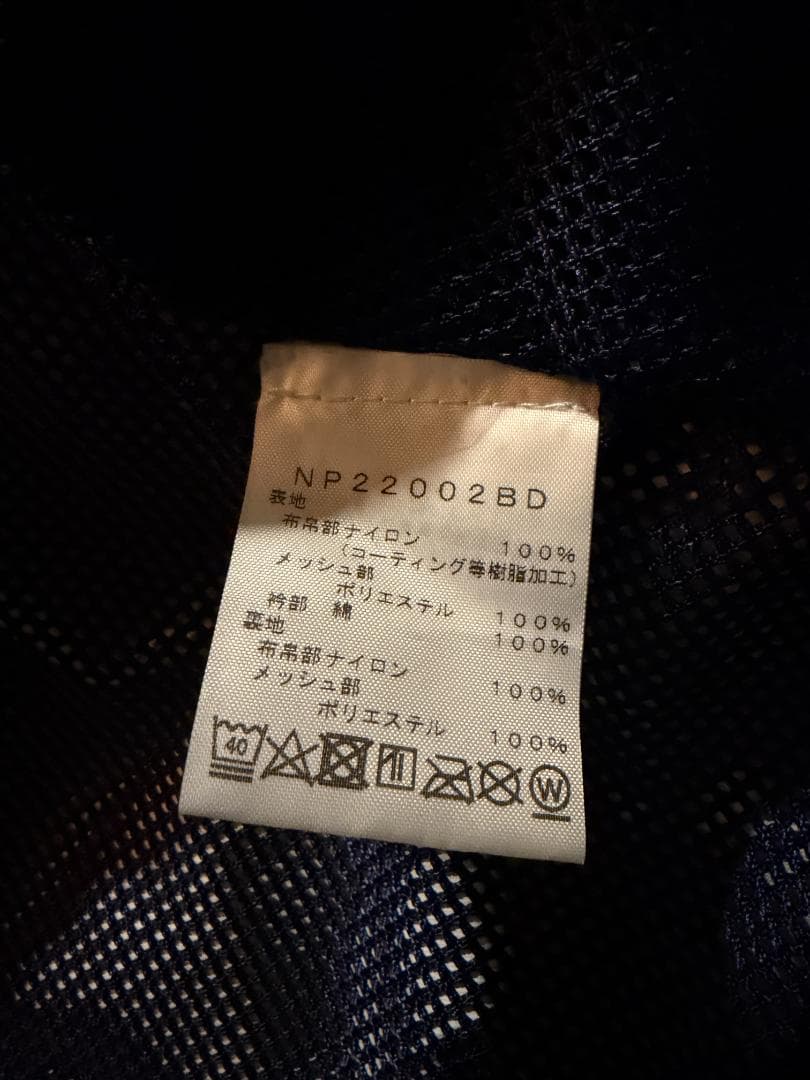 NP22002BD
表地
布帛部ナイロン 100%
(コーティング等樹脂加工)
メッシュ部
ポリエステル 100%
衿部 綿 100%
裏地
布帛部ナイロン 100%
メッシュ部
ポリエステル 100%
40
W